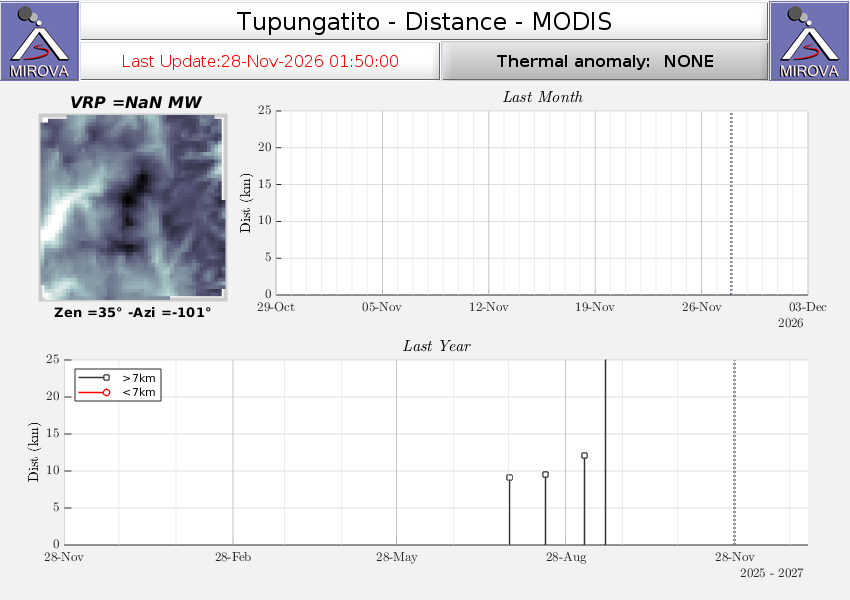 Tupungatito - Distance - MODIS
Last Update:28-Nov-2026 01:50:00
Thermal anomaly: NONE
MIROVA
MIROVA
VRP =NaN MW
Zen =35° -Azi =-101°
Last Month
Dist (km)
25
20
15
10
5
0
29-Oct
05-Nov
12-Nov
19-Nov
26-Nov
03-Dec
2026
Last Year
Dist (km)
25
20
15
10
5
0
>7km
<7km
28-Nov
28-Feb
28-May
28-Aug
28-Nov
2025 - 2027